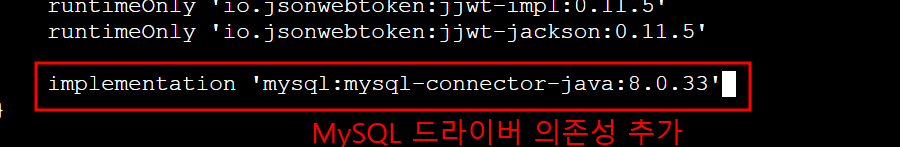 runtimeOnly 'io.jsonwebtoken:jjwt-impl:0.11.5'
runtimeOnly 'io.jsonwebtoken:jjwt-jackson:0.11.5'
implementation 'mysql:mysql-connector-java:8.0.33'
}
MySQL 드라이버 의존성 추가